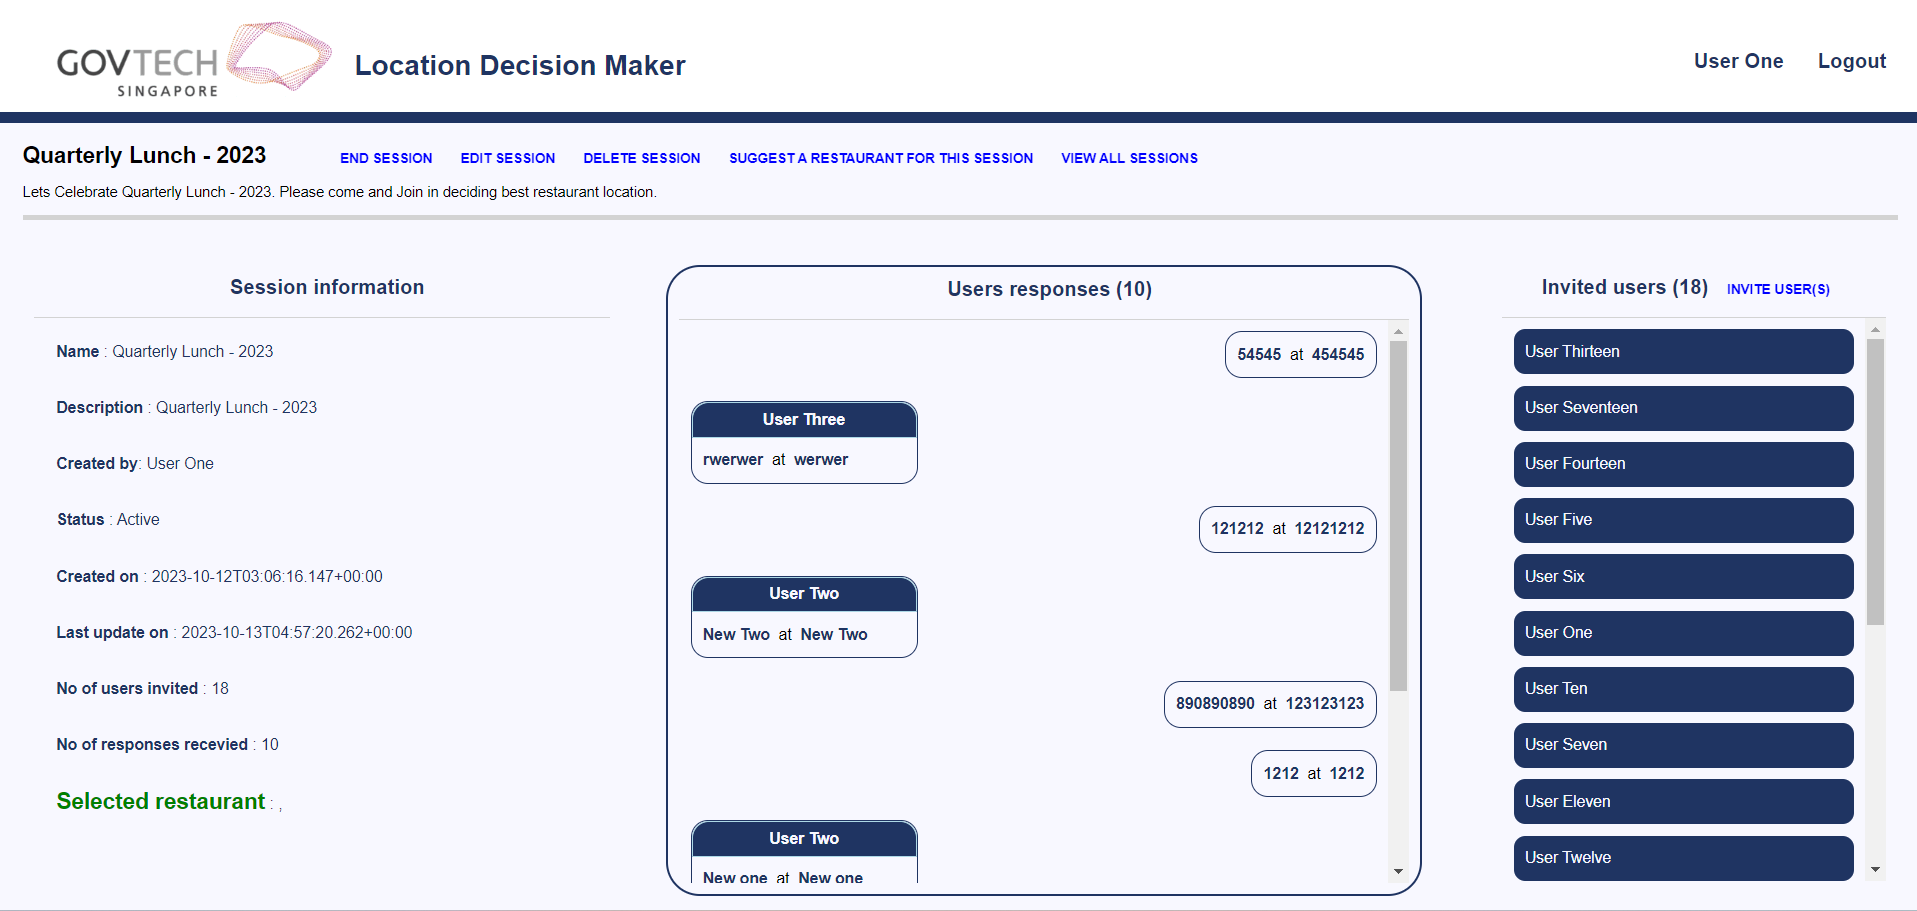 GOVTECH
SINGAPORE
Location Decision Maker
User One
Logout
Quarterly Lunch - 2023
END SESSION
EDIT SESSION
DELETE SESSION
SUGGEST A RESTAURANT FOR THIS SESSION
VIEW ALL SESSIONS
Lets Celebrate Quarterly Lunch - 2023. Please come and Join in deciding best restaurant location.
Session information
Name : Quarterly Lunch - 2023
Description : Quarterly Lunch - 2023
Created by: User One
Status : Active
Created on : 2023-10-12T03:06:16.147+00:00
Last update on : 2023-10-13T04:57:20.262+00:00
No of users invited : 18
No of responses recevied : 10
Selected restaurant : ,
Users responses (10)
54545 at 454545
User Three
rwerwer at werwer
121212 at 12121212
User Two
New Two at New Two
890890890 at 123123123
1212 at 1212
User Two
New one at New one
Invited users (18)
INVITE USER(S)
User Thirteen
User Seventeen
User Fourteen
User Five
User Six
User One
User Ten
User Seven
User Eleven
User Twelve